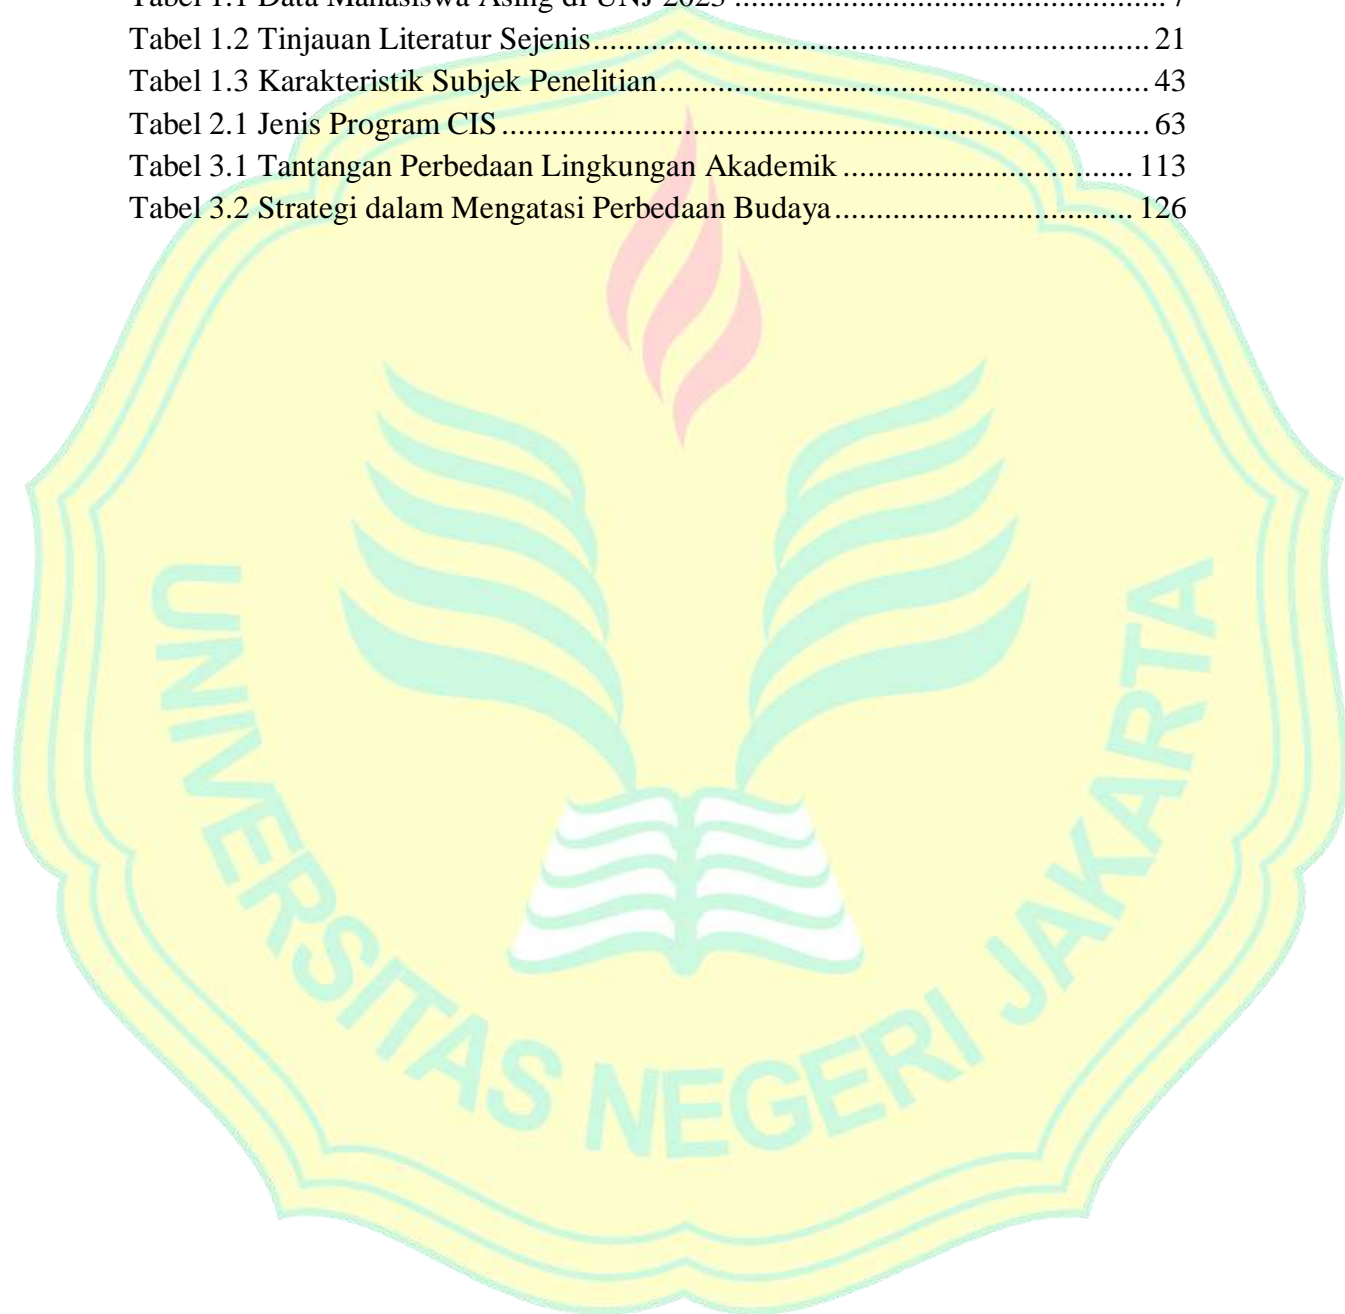 Tabel 1.1 Data Mahasiswa Asing di UNJ 2023 ........................................................ 7
Tabel 1.2 Tinjauan Literatur Sejenis ....................................................................... 21
Tabel 1.3 Karakteristik Subjek Penelitian ............................................................... 43
Tabel 2.1 Jenis Program CIS ................................................................................... 63
Tabel 3.1 Tantangan Perbedaan Lingkungan Akademik ...................................... 113
Tabel 3.2 Strategi dalam Mengatasi Perbedaan Budaya ....................................... 126
UNIVERSITAS NEGERI JAKARTA